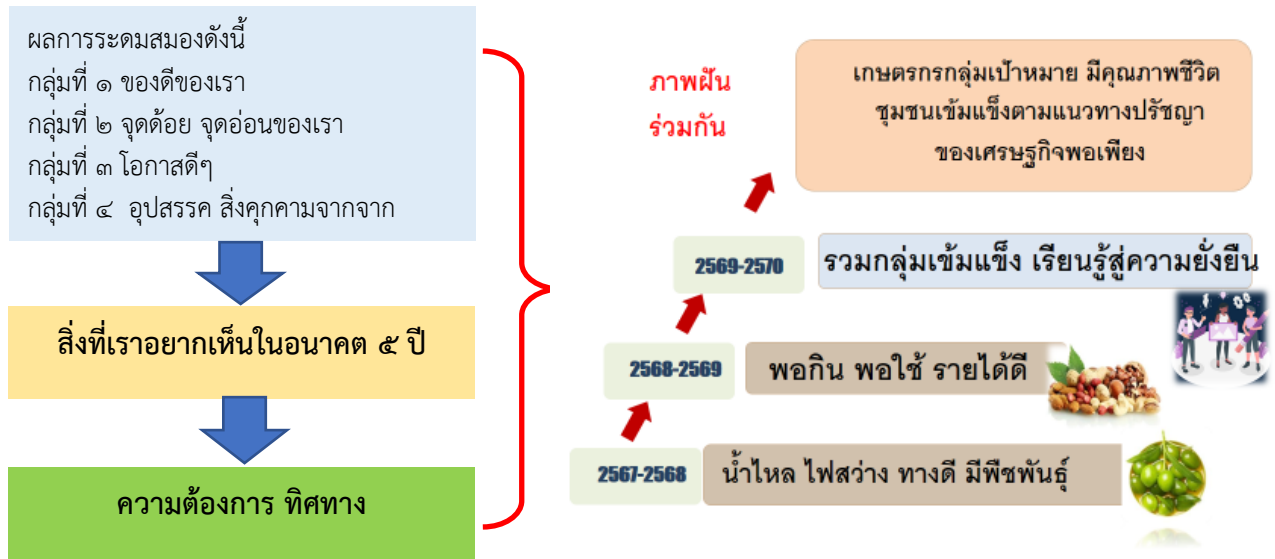 ผลการระดมสมองดังนี้
กลุ่มที่ ๑ ของดีของเรา
กลุ่มที่ ๒ จุดด้อย จุดอ่อนของเรา
กลุ่มที่ ๓ โอกาสดีๆ
กลุ่มที่ ๔ อุปสรรค สิ่งคุกคามจากจาก
สิ่งที่เราอยากเห็นในอนาคต ๕ ปี
ความต้องการ ทิศทาง
ภาพฝัน
ร่วมกัน
เกษตรกรกลุ่มเป้าหมาย มีคุณภาพชีวิต
ชุมชนเข้มแข็งตามแนวทางปรัชญา
ของเศรษฐกิจพอเพียง
2569-2570
รวมกลุ่มเข้มแข็ง เรียนรู้สู่ความยั่งยืน
2568-2569
พอกิน พอใช้ รายได้ดี
2567-2568
น้ำไหล ไฟสว่าง ทางดี มีพืชพันธุ์